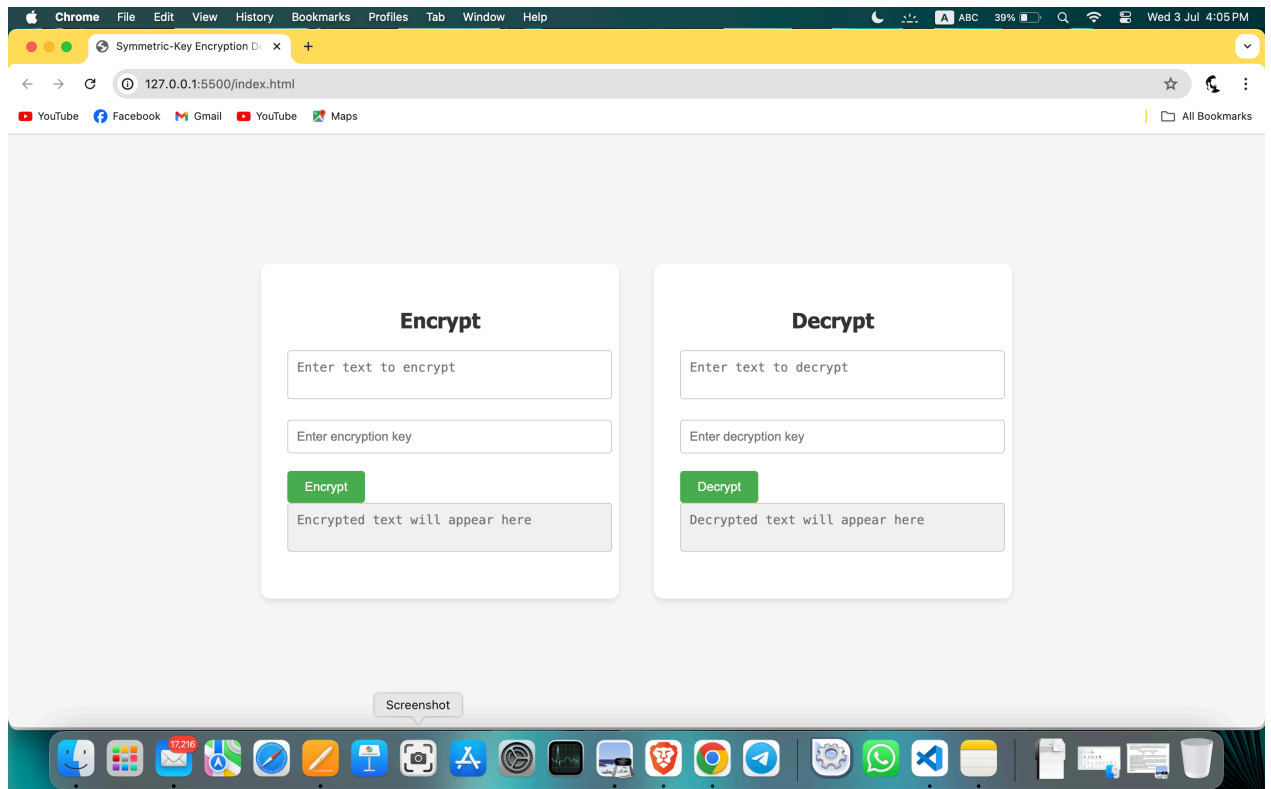 Chrome File Edit View History Bookmarks Profiles Tab Window Help A ABC 39% Wed 3 Jul 4:05 PM
Symmetric-Key Encryption De
127.0.0.1:5500/index.html
YouTube Facebook Gmail YouTube Maps All Bookmarks
Encrypt
Enter text to encrypt
Enter encryption key
Encrypt
Encrypted text will appear here
Decrypt
Enter text to decrypt
Enter decryption key
Decrypt
Decrypted text will appear here
Screenshot
17,216